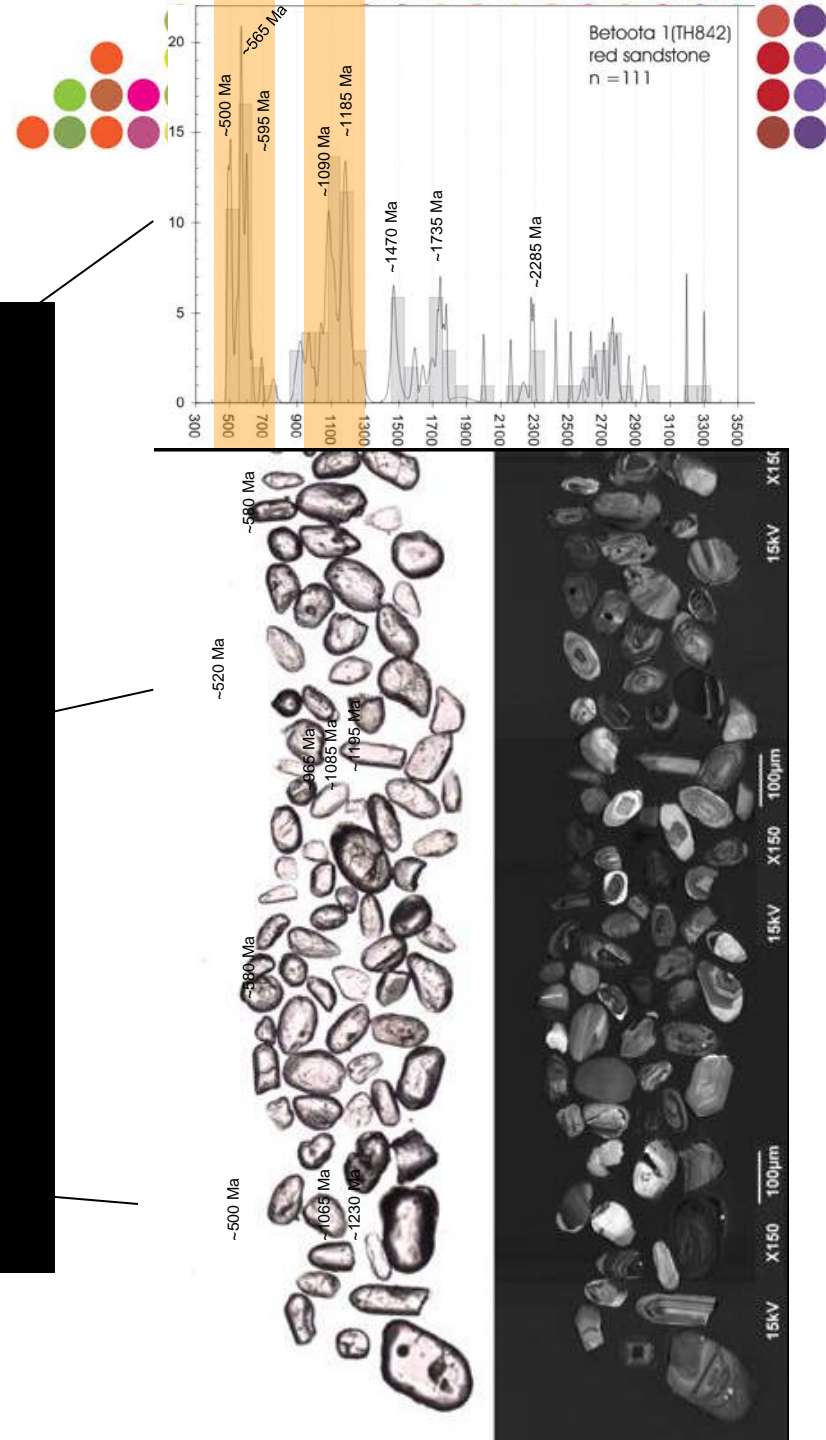 Betoota 1(TH842)
red sandstone
n =111
20
15
10
5
0
~500 Ma
~565 Ma
~595 Ma
~1090 Ma
~1185 Ma
~1470 Ma
~1735 Ma
~2285 Ma
300
500
700
900
1100
1300
1500
1700
1900
2100
2300
2500
2700
2900
3100
3300
3500
~580 Ma
~520 Ma
~965 Ma
~1085 Ma
~1195 Ma
~580 Ma
~500 Ma
~1065 Ma
~1230 Ma
X150
15kV
100µm
X150
15kV
100µm
X150
15kV